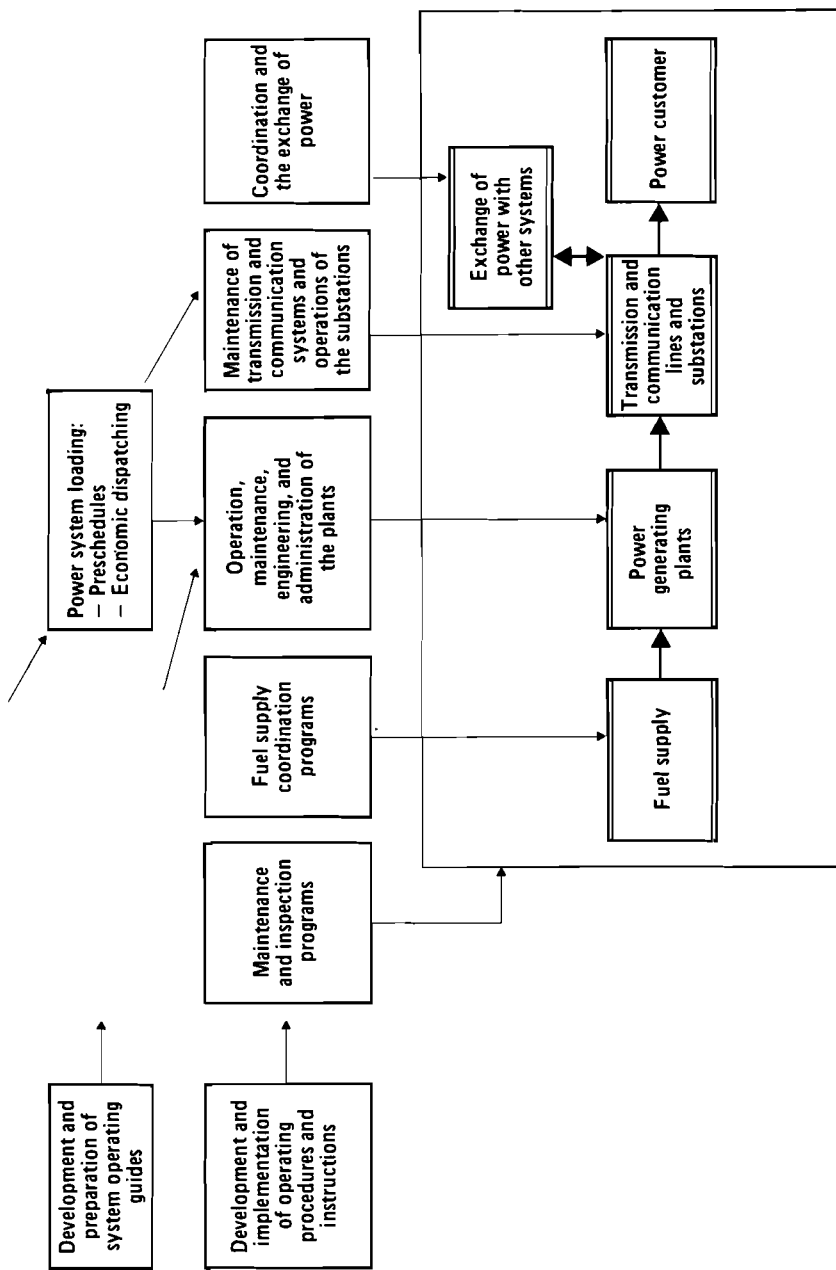 Development and
preparation of
system operating
guides
Power system loading:
– Preschedules
– Economic dispatching
Development and
implementation
of operating
procedures and
instructions
Maintenance
and inspection
programs
Fuel supply
coordination
programs
Operation,
maintenance,
engineering, and
administration of
the plants
Maintenance of
transmission and
communication
systems and
operations of
the substations
Coordination and
the exchange of
power
Exchange of
power with
other systems
Fuel supply
Power
generating
plants
Transmission and
communication
lines and
substations
Power customer